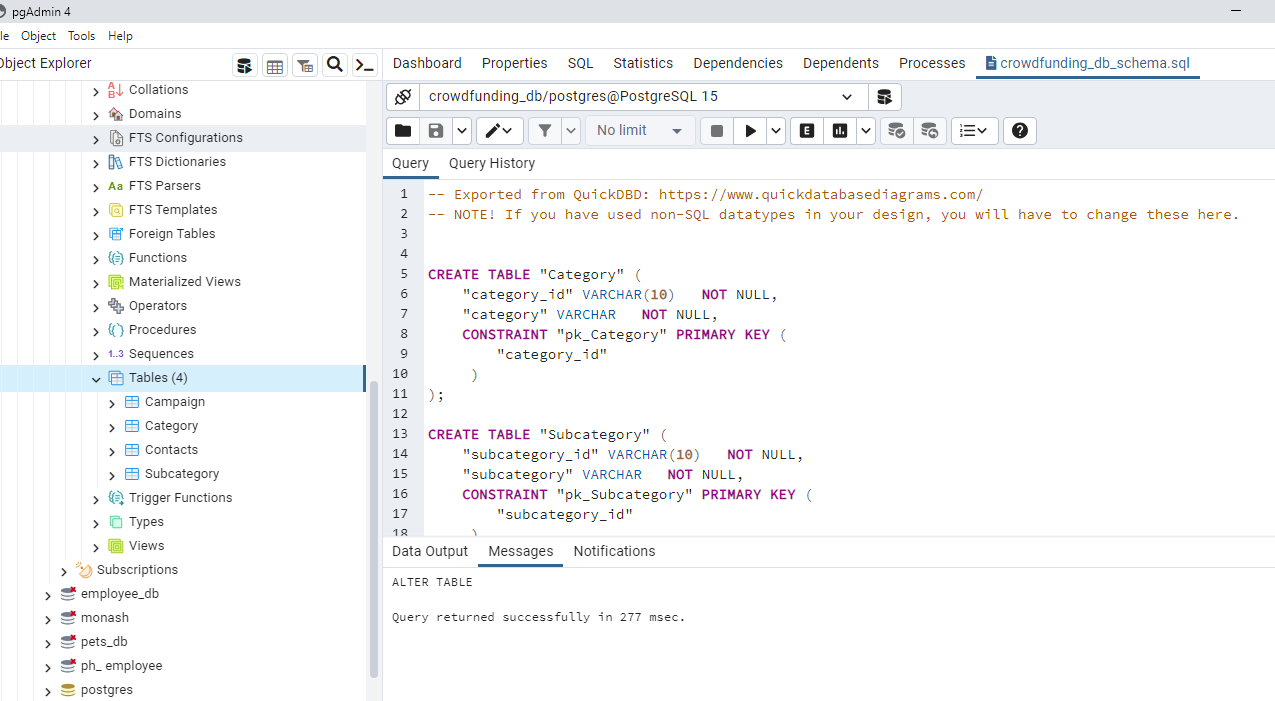 pgAdmin 4
le Object Tools Help
Object Explorer
Collations
Domains
FTS Configurations
FTS Dictionaries
Aa FTS Parsers
FTS Templates
Foreign Tables
Functions
Materialized Views
Operators
Procedures
1..3 Sequences
Tables (4)
Campaign
Category
Contacts
Subcategory
Trigger Functions
Types
Views
Subscriptions
employee_db
monash
pets_db
ph_ employee
postgres
Dashboard Properties SQL Statistics Dependencies Dependents Processes crowdfunding_db_schema.sql
crowdfunding_db/postgres@PostgreSQL 15
No limit E
Query Query History
1 -- Exported from QuickDBD: https://www.quickdatabasediagrams.com/
2 -- NOTE! If you have used non-SQL datatypes in your design, you will have to change these here.
3
4
5 CREATE TABLE "Category" (
6 "category_id" VARCHAR(10) NOT NULL,
7 "category" VARCHAR NOT NULL,
8 CONSTRAINT "pk_Category" PRIMARY KEY (
9 "category_id"
10 )
11 );
12
13 CREATE TABLE "Subcategory" (
14 "subcategory_id" VARCHAR(10) NOT NULL,
15 "subcategory" VARCHAR NOT NULL,
16 CONSTRAINT "pk_Subcategory" PRIMARY KEY (
17 "subcategory_id"
18 )
Data Output Messages Notifications
ALTER TABLE
Query returned successfully in 277 msec.